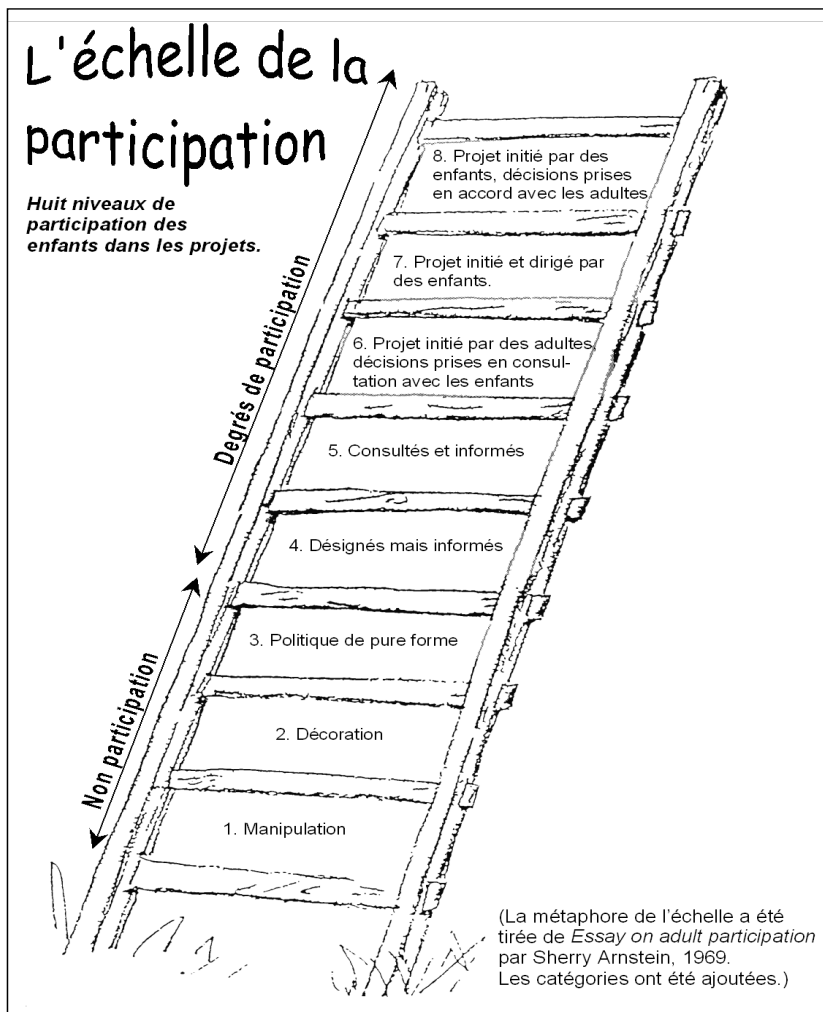 L'échelle de la
participation
Huit niveaux de
participation des
enfants dans les projets.
Degrés de participation
Non participation
8. Projet initié par des
enfants, décisions prises
en accord avec les adultes.
7. Projet initié et dirigé par
des enfants.
6. Projet initié par des adultes,
décisions prises en consul-
tation avec les enfants
5. Consultés et informés
4. Désignés mais informés
3. Politique de pure forme
2. Décoration
1. Manipulation
(La métaphore de l'échelle a été
tirée de Essay on adult participation
par Sherry Arnstein, 1969.
Les catégories ont été ajoutées.)